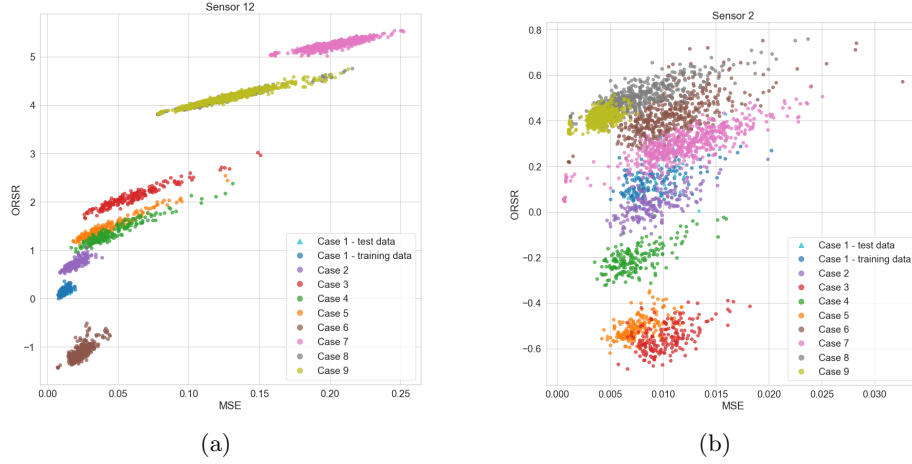 Sensor 12
ORSR
5
4
3
2
1
0
−1
0.00 0.05 0.10 0.15 0.20 0.25
MSE
Case 1 - test data
Case 1 - training data
Case 2
Case 3
Case 4
Case 5
Case 6
Case 7
Case 8
Case 9
(a)
Sensor 2
ORSR
0.8
0.6
0.4
0.2
0.0
−0.2
−0.4
−0.6
0.000 0.005 0.010 0.015 0.020 0.025 0.030
MSE
Case 1 - test data
Case 1 - training data
Case 2
Case 3
Case 4
Case 5
Case 6
Case 7
Case 8
Case 9
(b)